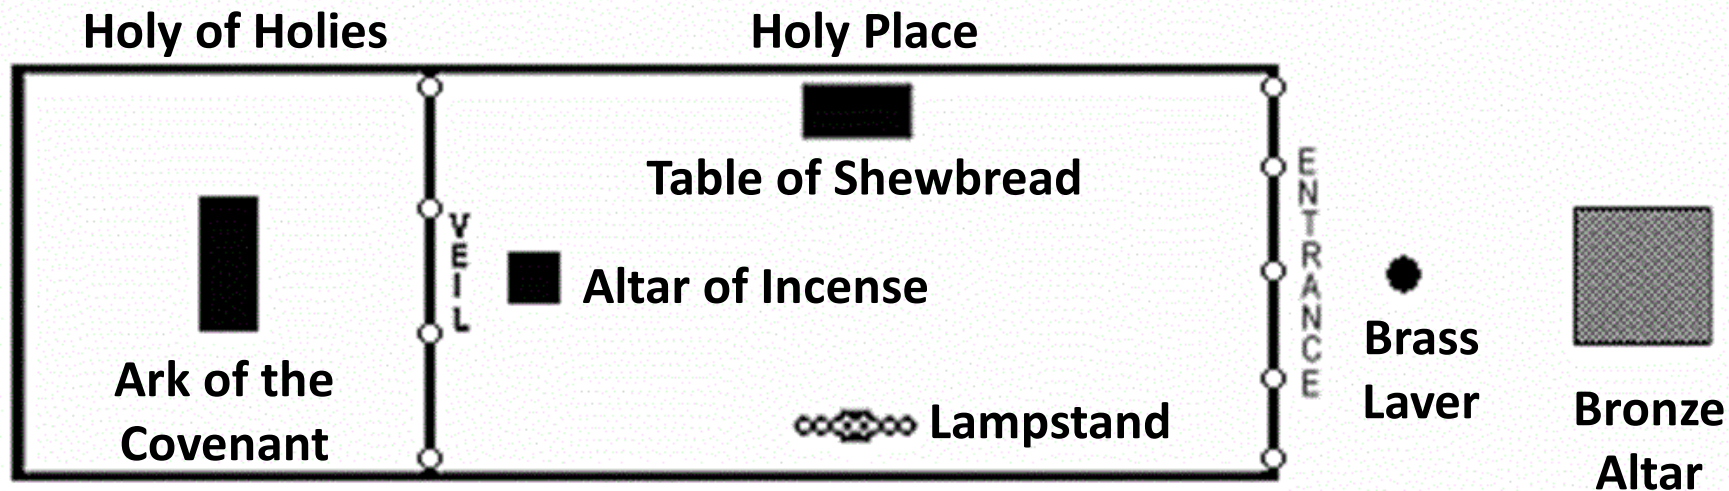 Holy of Holies
Holy Place
Table of Shewbread
VEIL
Altar of Incense
ENTRANCE
Ark of the
Covenant
Lampstand
Brass
Laver
Bronze
Altar